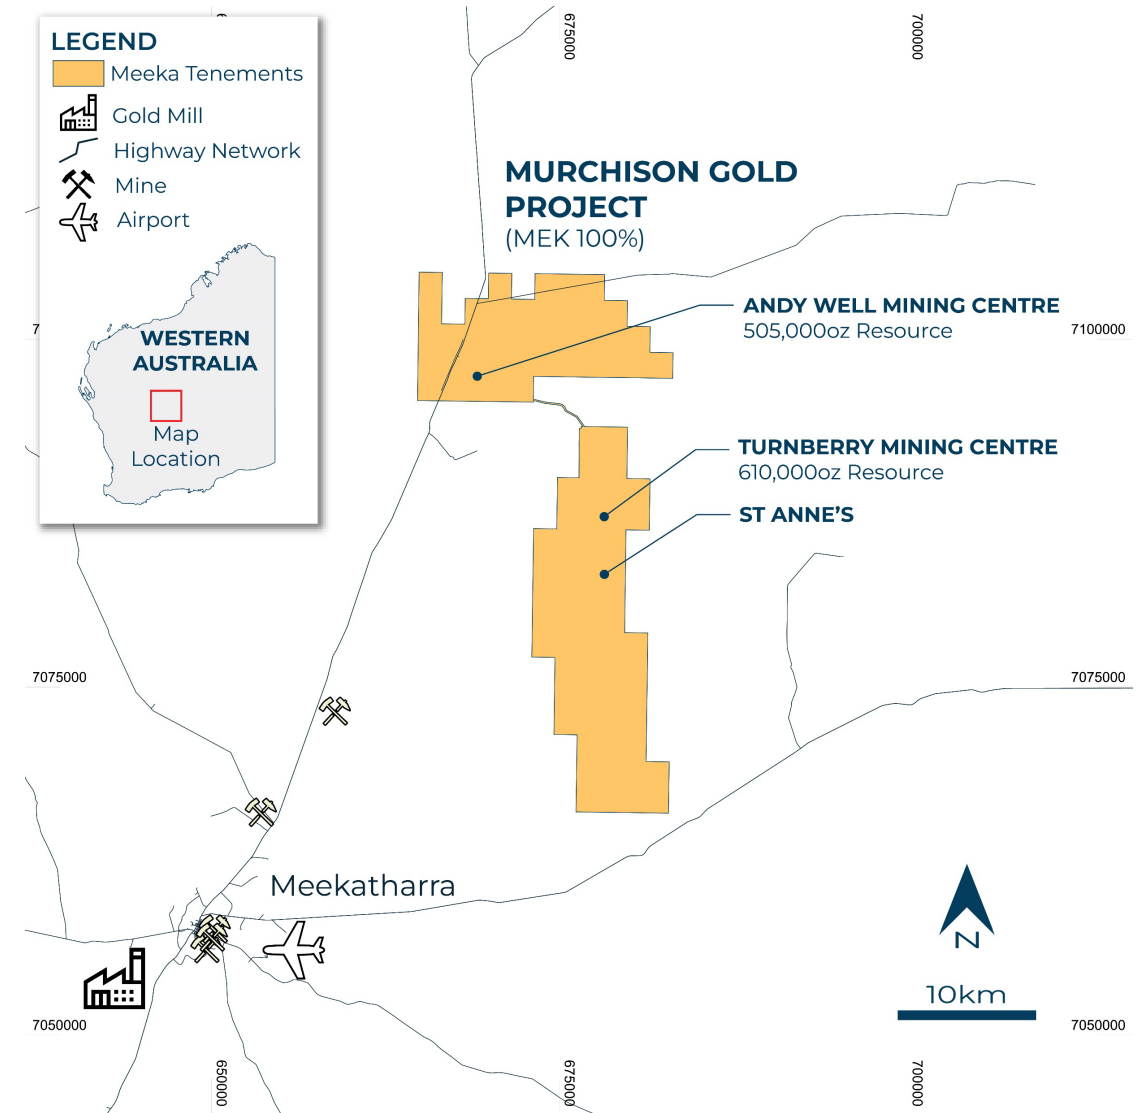 675000
700000
LEGEND
Meeka Tenements
Gold Mill
Highway Network
Mine
Airport
WESTERN
AUSTRALIA
Map
Location
MURCHISON GOLD
PROJECT
(MEK 100%)
ANDY WELL MINING CENTRE
505,000oz Resource
7100000
TURNBERRY MINING CENTRE
610,000oz Resource
ST ANNE’S
7075000
7075000
Meekatharra
N
10km
7050000
7050000
650000
675000
700000